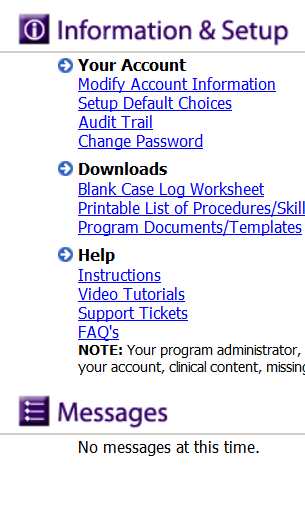 Information & Setup
Your Account
Modify Account Information
Setup Default Choices
Audit Trail
Change Password
Downloads
Blank Case Log Worksheet
Printable List of Procedures/Skill
Program Documents/Templates
Help
Instructions
Video Tutorials
Support Tickets
FAQ's
NOTE: Your program administrator,
your account, clinical content, missing
Messages
No messages at this time.